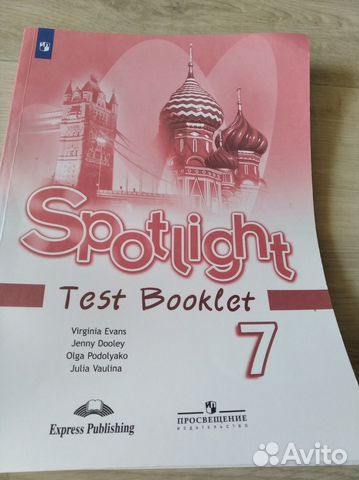 Spotlight
Test Booklet
Virginia Evans
Jenny Dooley
Olga Podolyako
Julia Vaulina
7
Express Publishing
ПРОСВЕЩЕНИЕ
ИЗДАТЕЛЬСТВО
Avito